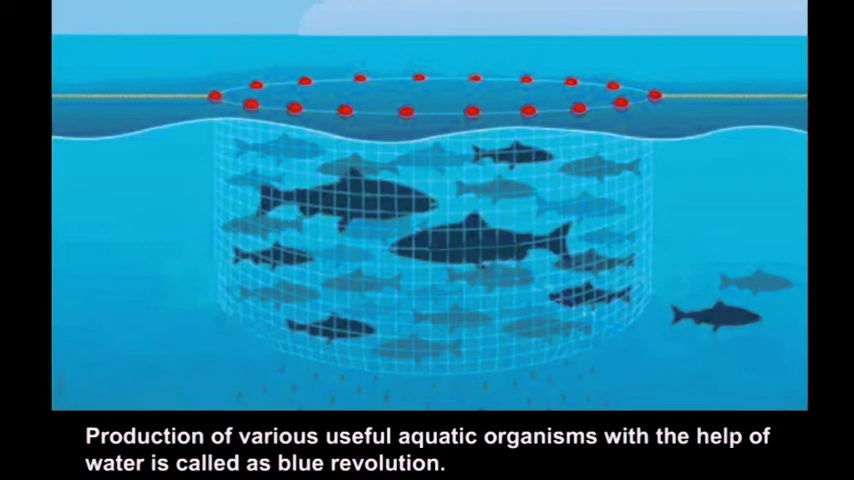 Production of various useful aquatic organisms with the help of
water is called as blue revolution.